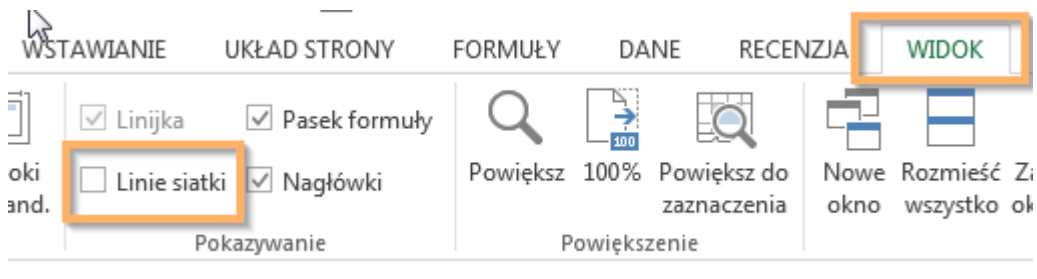 WSTAWIANIE UKŁAD STRONY FORMUŁY DANE RECENZJA WIDOK
Linijka Pasek formuły
Linie siatki Nagłówki
Pokazywanie
100
Powiększ 100% Powiększ do
zaznaczenia
Powiększenie
Nowe Rozmieść
okno wszystko